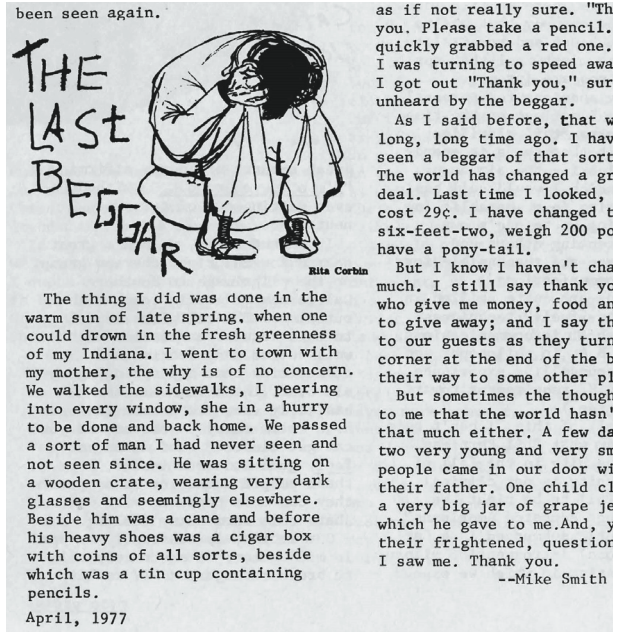 been seen again.
THE
LAST
BEGGAR
Rita Corbin
The thing I did was done in the
warm sun of late spring. when one
could drown in the fresh greenness
of my Indiana. I went to town with
my mother, the why is of no concern.
We walked the sidewalks, I peering
into every window, she in a hurry
to be done and back home. We passed
a sort of man I had never seen and
not seen since. He was sitting on
a wooden crate, wearing very dark
glasses and seemingly elsewhere.
Beside him was a cane and before
his heavy shoes was a cigar box
with coins of all sorts, beside
which was a tin cup containing
pencils.
April, 1977
as if not really sure. "Th
you. Please take a pencil.
quickly grabbed a red one.
I was turning to speed awa
I got out "Thank you," sur
unheard by the beggar.
As I said before, that w
long, long time ago. I hav
seen a beggar of that sort
The world has changed a gr
deal. Last time I looked,
cost 29¢. I have changed t
six-feet-two, weigh 200 po
have a pony-tail.
But I know I haven't cha
much. I still say thank yo
who give me money, food an
to give away; and I say th
to our guests as they turn
corner at the end of the b
their way to some other pl
But sometimes the though
to me that the world hasn'
that much either. A few da
two very young and very sm
people came in our door wi
their father. One child cl
a very big jar of grape je
which he gave to me.And, y
their frightened, question
I saw me. Thank you.
--Mike Smith